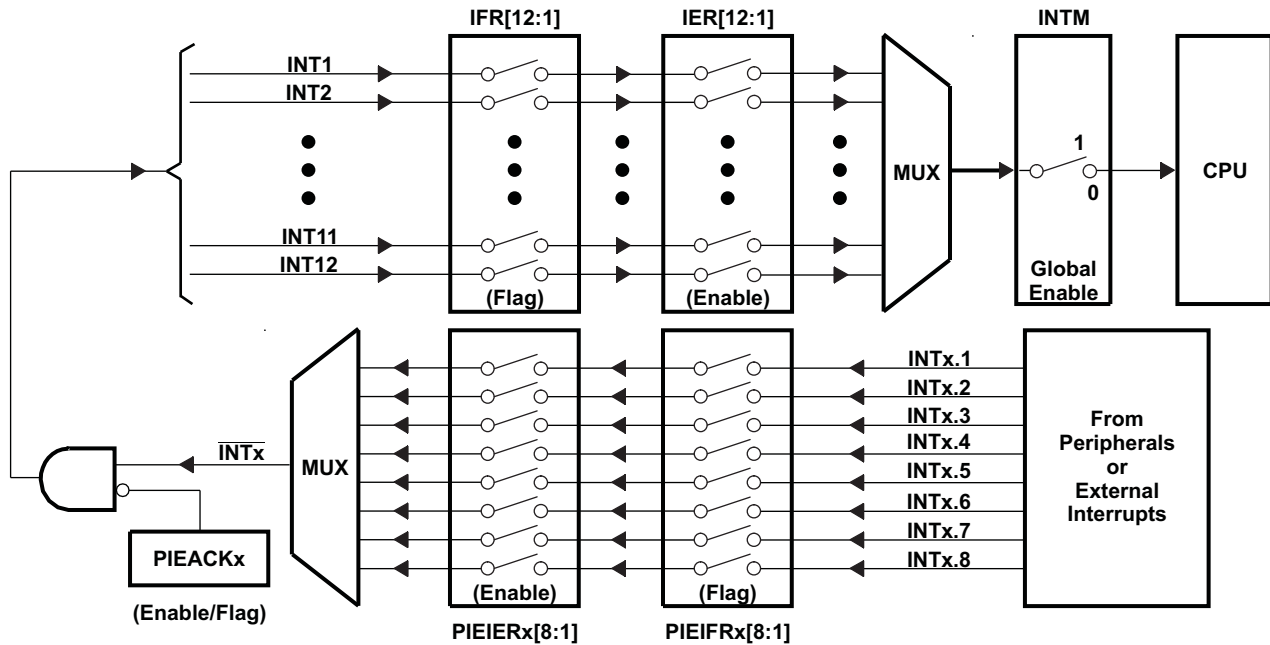 IFR[12:1]
IER[12:1]
INTM
INT1
INT2
INT11
INT12
(Flag)
(Enable)
MUX
1
0
Global
Enable
CPU
INTx
MUX
PIEACKx
(Enable/Flag)
(Enable)
PIEIERx[8:1]
(Flag)
PIEIFRx[8:1]
INTx.1
INTx.2
INTx.3
INTx.4
INTx.5
INTx.6
INTx.7
INTx.8
From
Peripherals
or
External
Interrupts